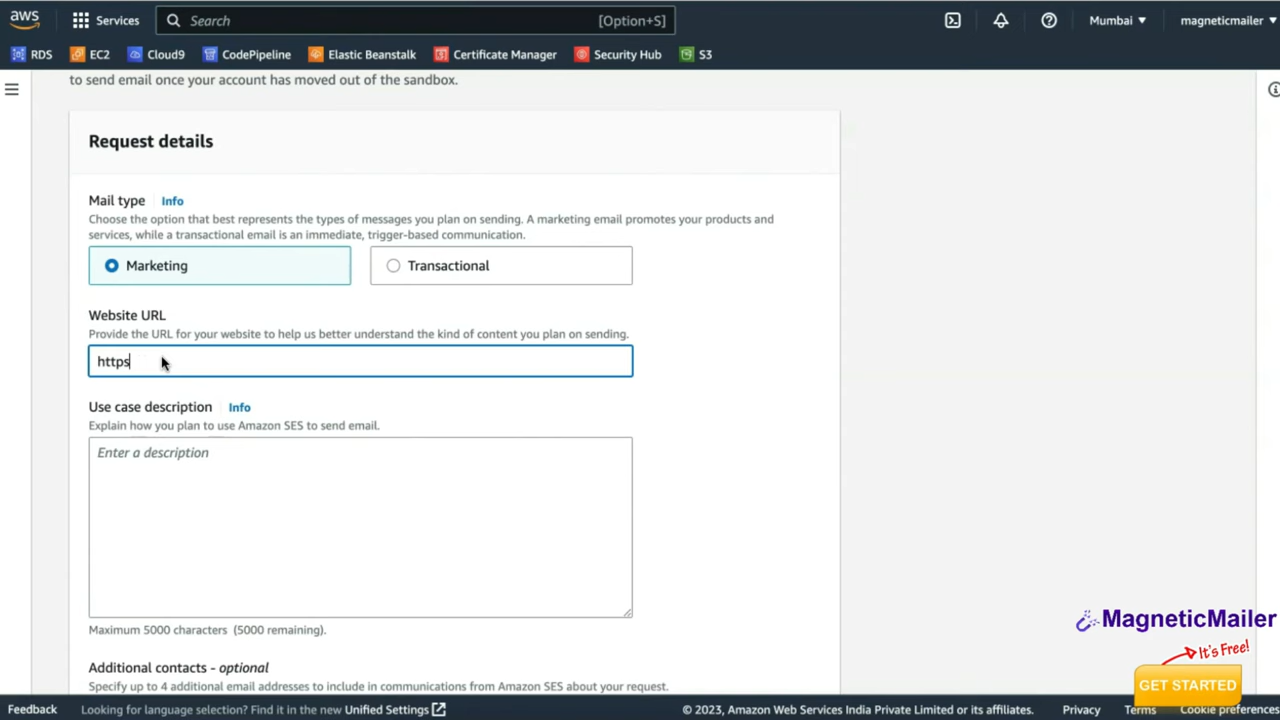 aws Services Search [Option+S] Mumbai magneticmailer
RDS EC2 Cloud9 CodePipeline Elastic Beanstalk Certificate Manager Security Hub S3
to send email once your account has moved out of the sandbox.
Request details
Mail type Info
Choose the option that best represents the types of messages you plan on sending. A marketing email promotes your products and
services, while a transactional email is an immediate, trigger-based communication.
Marketing Transactional
Website URL
Provide the URL for your website to help us better understand the kind of content you plan on sending.
https
Use case description Info
Explain how you plan to use Amazon SES to send email.
Enter a description
Maximum 5000 characters (5000 remaining).
MagneticMailer
It's Free!
Additional contacts - optional
Specify up to 4 additional email addresses to include in communications from Amazon SES about your request.
GET STARTED
Feedback Looking for language selection? Find it in the new Unified Settings © 2023, Amazon Web Services India Private Limited or its affiliates. Privacy Terms Cookie preferences